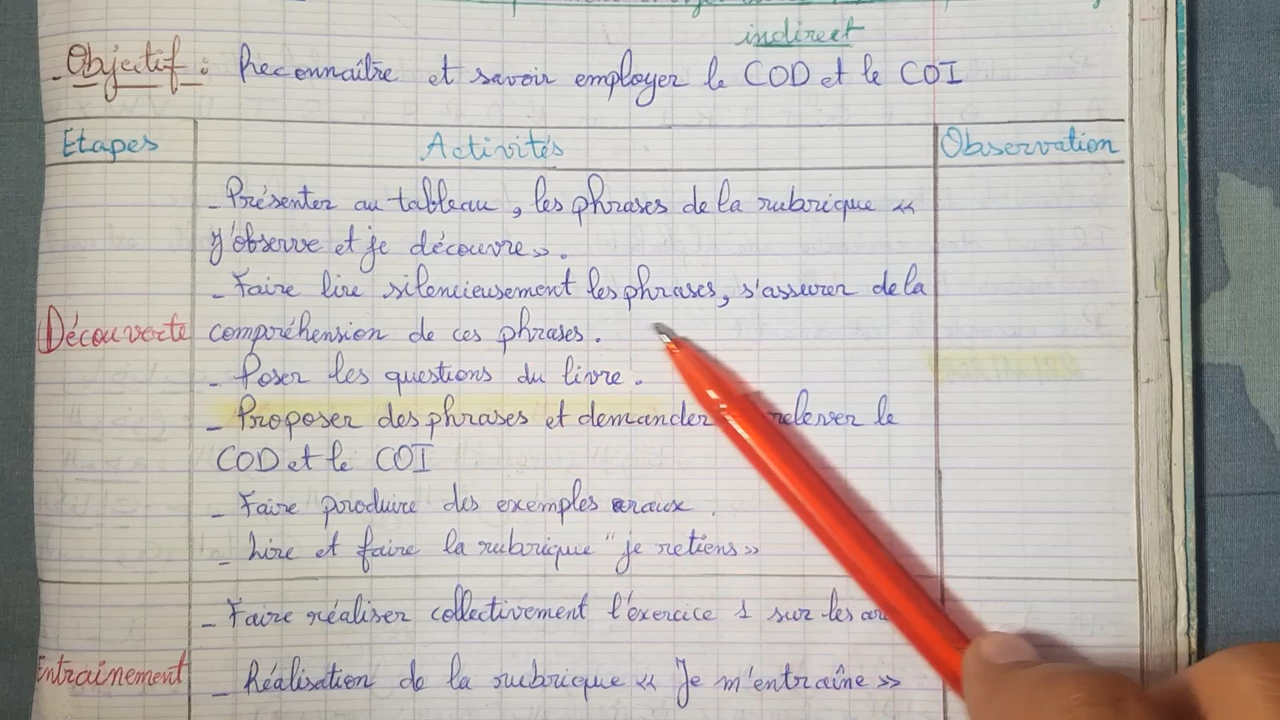 indirect
- Objectif : Reconnaître et savoir employer le COD et le COI
Etapes Activités Observation
- Présenter au tableau, les phrases de la rubrique «
j'observe et je découvre».
- Faire lire silencieusement les phrases, s'assurer de la
Découverte compréhension de ces phrases.
- Poser les questions du livre.
- Proposer des phrases et demander relever le
COD et le COI
- Faire produire des exemples oraux.
- Lire et faire la rubrique "je retiens»
- Faire réaliser collectivement l'exercice 1 sur les
Entrainement - Réalisation de la rubrique « Je m'entraîne »